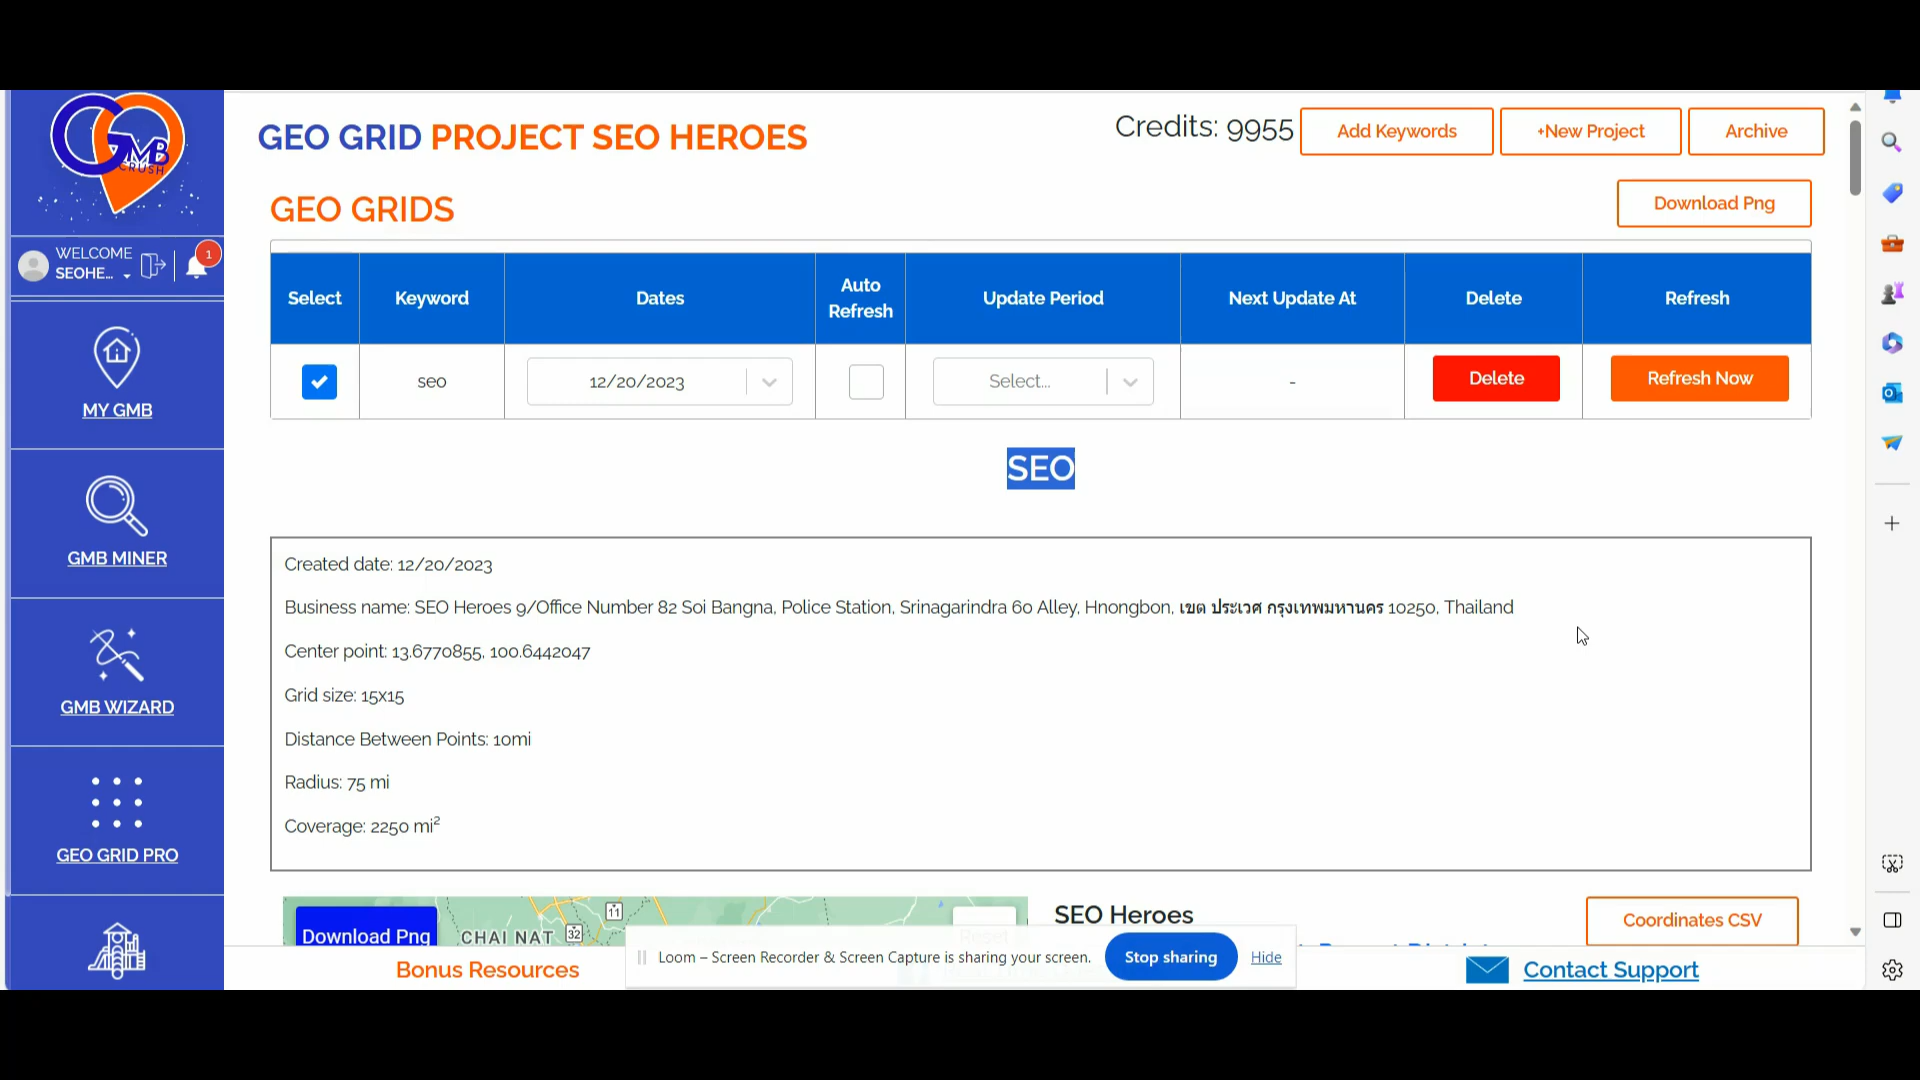 GMB
CRUSH
GEO GRID PROJECT SEO HEROES
Credits: 9955
Add Keywords
+New Project
Archive
GEO GRIDS
Download Png
WELCOME
SEOHE...
1
Select
Keyword
Dates
Auto Refresh
Update Period
Next Update At
Delete
Refresh
seo
12/20/2023
Select...
-
Delete
Refresh Now
MY GMB
SEO
GMB MINER
Created date: 12/20/2023
Business name: SEO Heroes 9/Office Number 82 Soi Bangna, Police Station, Srinagarindra 60 Alley, Hnongbon, เขต ประเวศ กรุงเทพมหานคร 10250, Thailand
Center point: 13.6770855, 100.6442047
Grid size: 15x15
GMB WIZARD
Distance Between Points: 10mi
Radius: 75 mi
Coverage: 2250 mi²
GEO GRID PRO
SEO Heroes
Coordinates CSV
11
Download Png
CHAI NAT
32
Reset
Loom – Screen Recorder & Screen Capture is sharing your screen.
Stop sharing
Hide
Bonus Resources
Contact Support